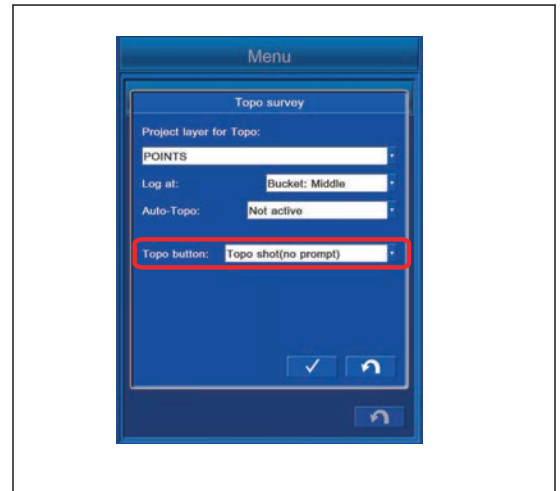 Menu
Topo survey
Project layer for Topo:
POINTS
Log at: Bucket: Middle
Auto-Topo: Not active
Topo button: Topo shot(no prompt)